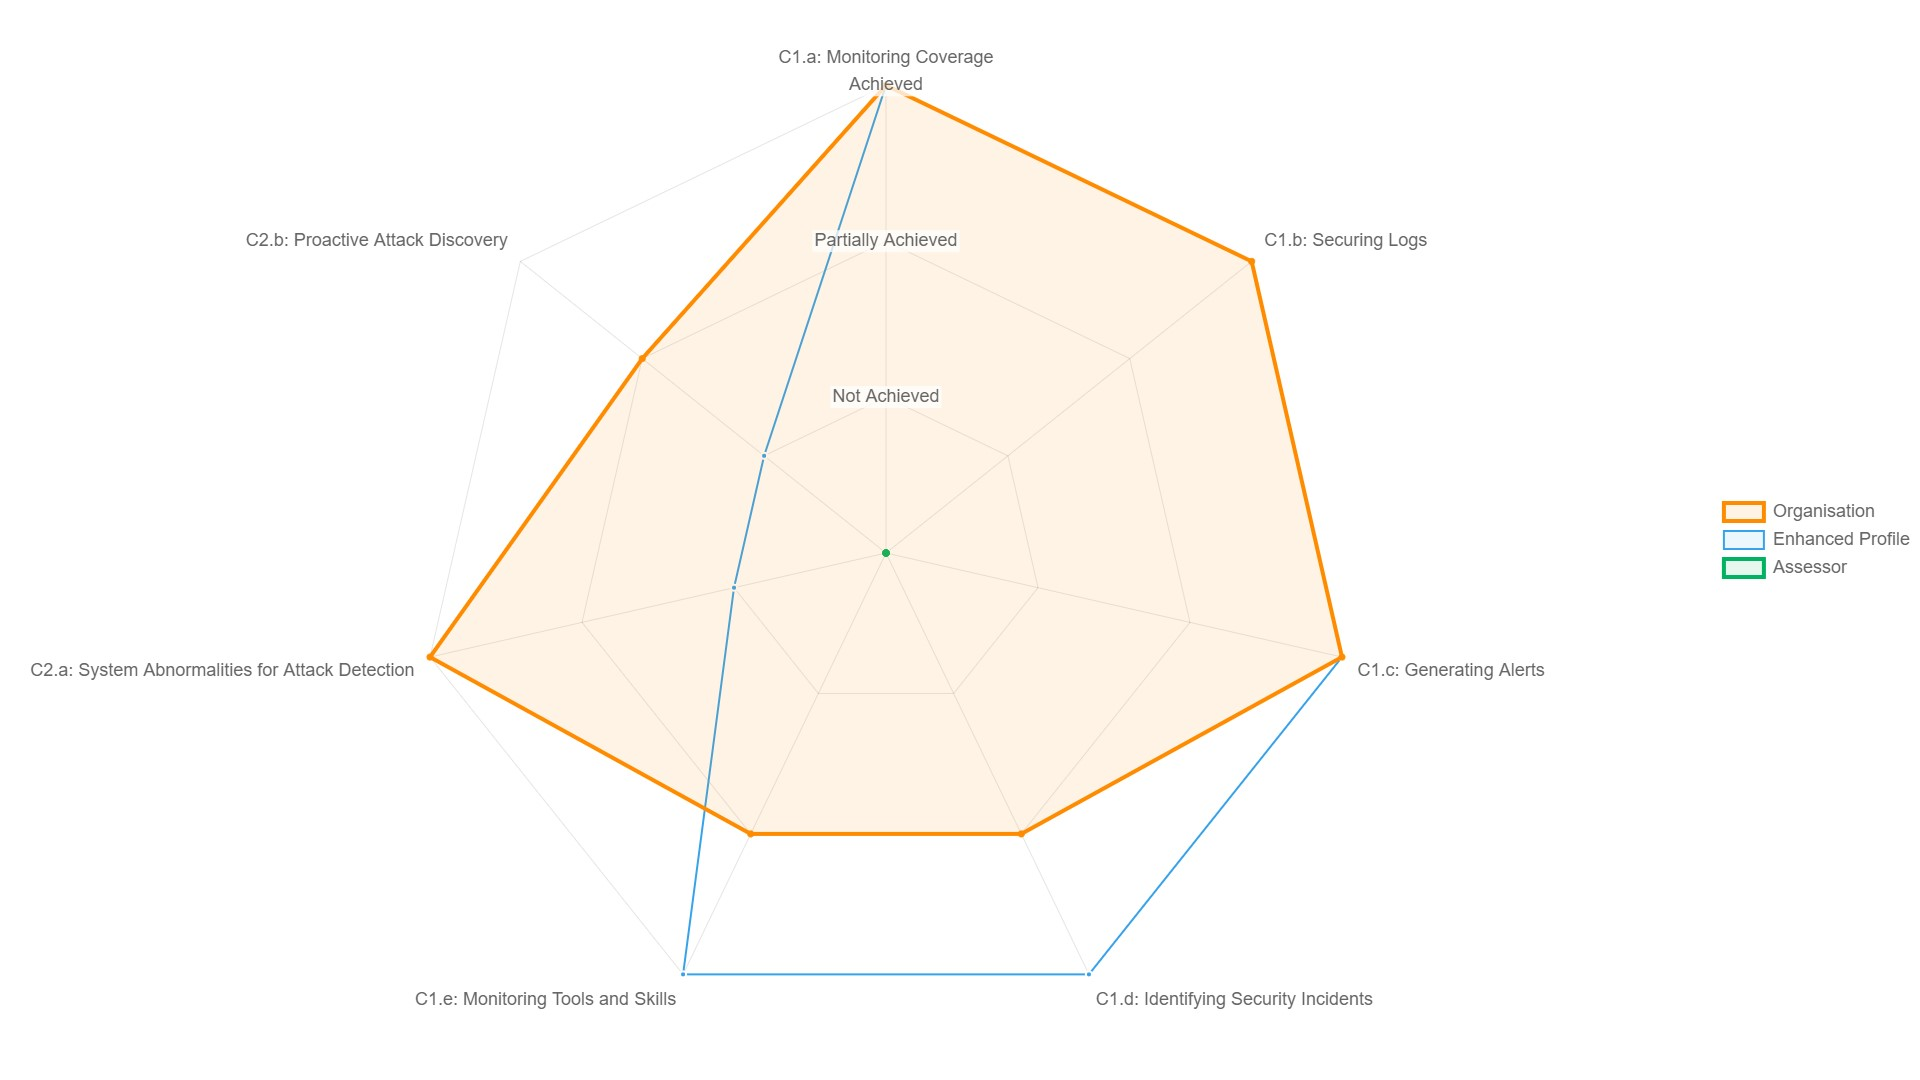 C1.a: Monitoring Coverage
Achieved
C2.b: Proactive Attack Discovery
Partially Achieved
C1.b: Securing Logs
Not Achieved
Organisation
Enhanced Profile
Assessor
C2.a: System Abnormalities for Attack Detection
C1.c: Generating Alerts
C1.e: Monitoring Tools and Skills
C1.d: Identifying Security Incidents